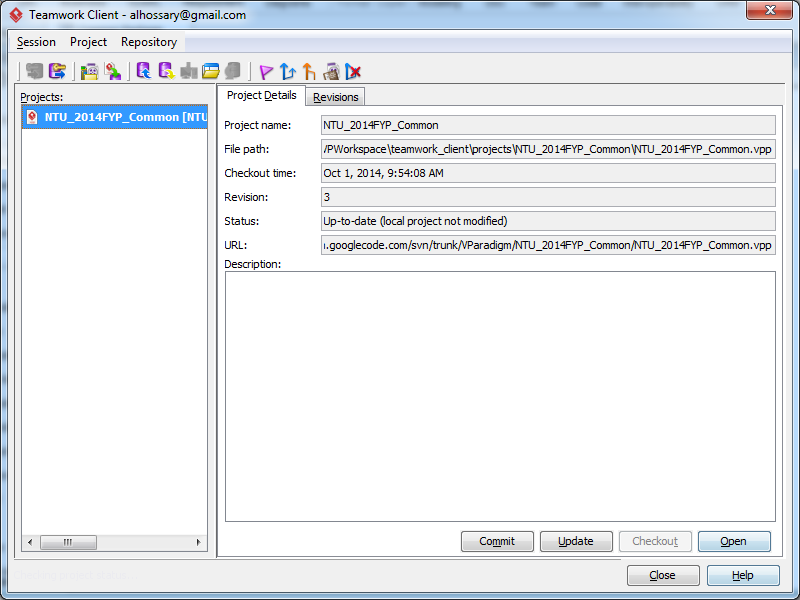 Teamwork Client - alhossary@gmail.com
Session Project Repository
Projects:
NTU_2014FYP_Common [NTU
Project Details Revisions
Project name: NTU_2014FYP_Common
File path: /PWorkspace\teamwork_client\projects\NTU_2014FYP_Common\NTU_2014FYP_Common.vpp
Checkout time: Oct 1, 2014, 9:54:08 AM
Revision: 3
Status: Up-to-date (local project not modified)
URL: .googlecode.com/svn/trunk/VParadigm/NTU_2014FYP_Common/NTU_2014FYP_Common.vpp
Description:
Commit Update Checkout Open
Close Help